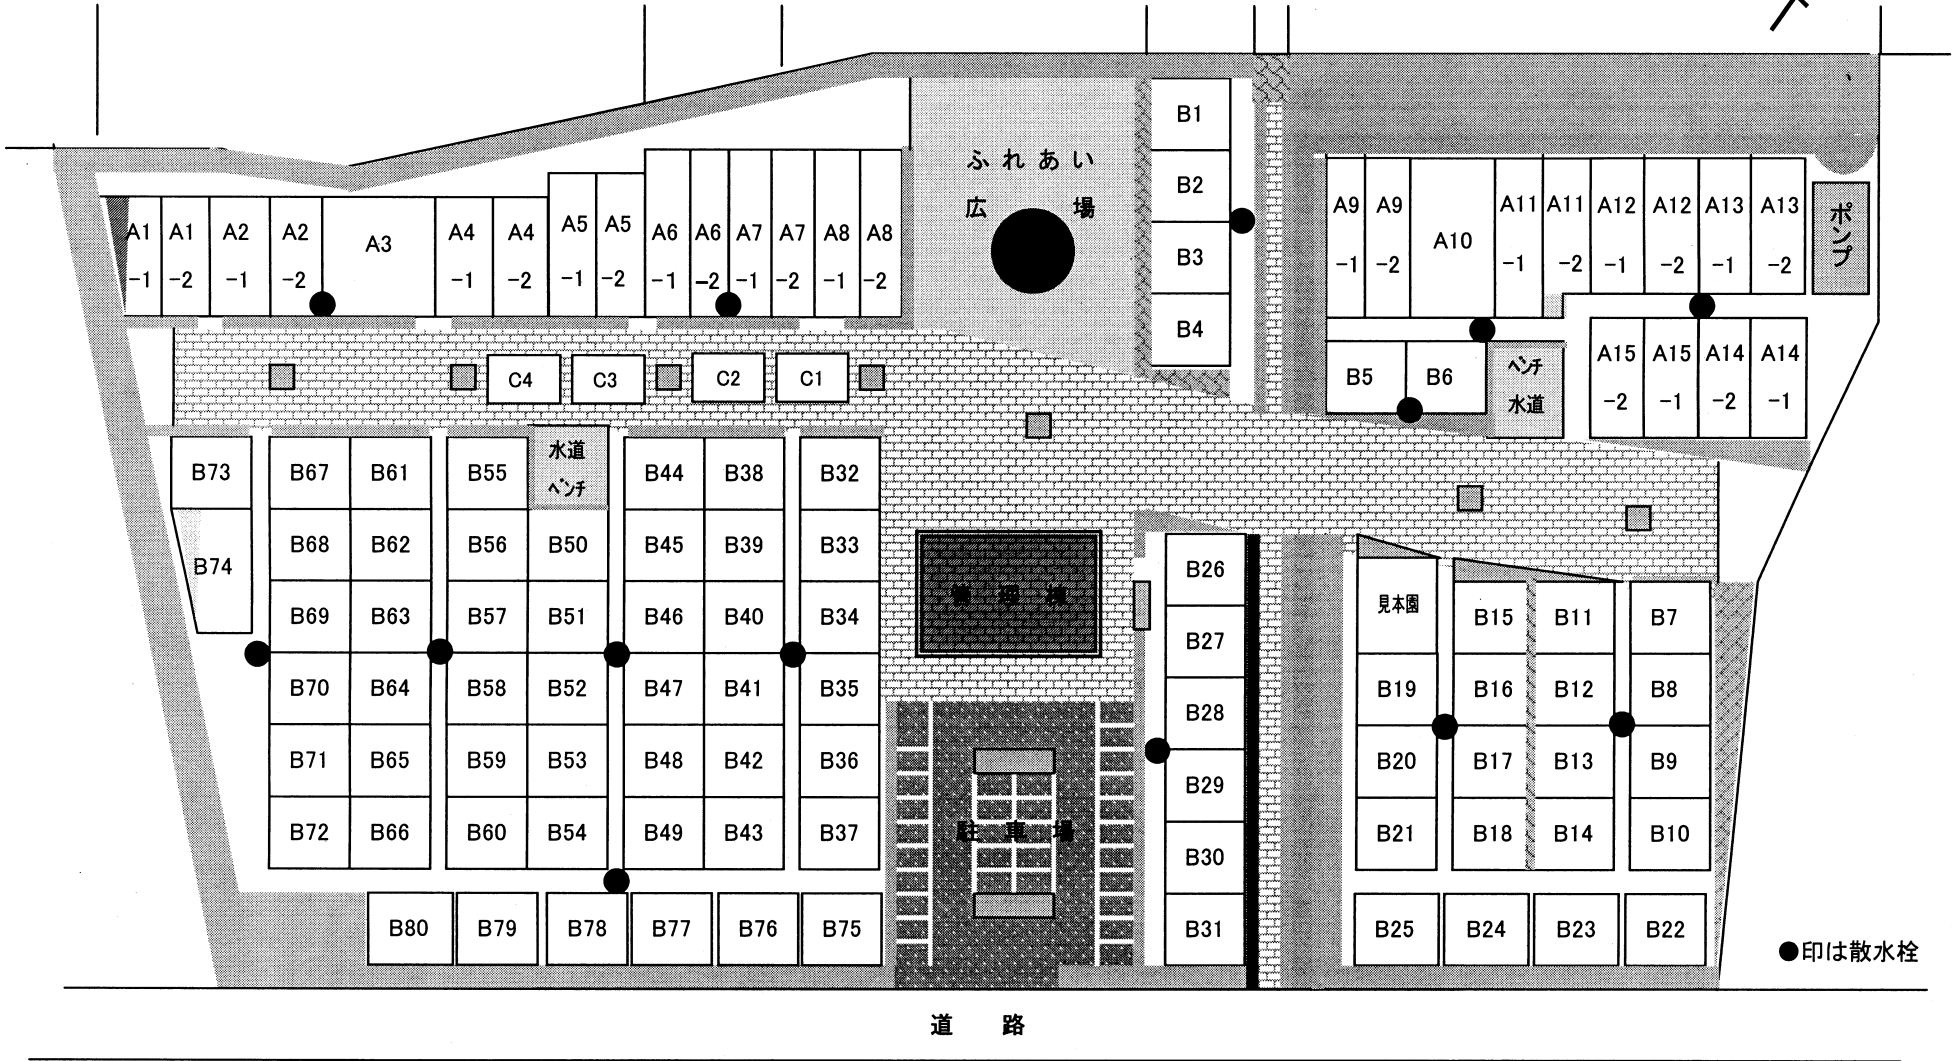 ふれあい
広　場
A1 -1
A1 -2
A2 -1
A2 -2
A3
A4 -1
A4 -2
A5 -1
A5 -2
A6 -1
A6 -2
A7 -1
A7 -2
A8 -1
A8 -2
B1
B2
B3
B4
A9 -1
A9 -2
A10
A11 -1
A11 -2
A12 -1
A12 -2
A13 -1
A13 -2
ポンプ
C4
C3
C2
C1
B5
B6
ベンチ
水道
A15 -2
A15 -1
A14 -2
A14 -1
B73
B67
B61
B55
水道
ベンチ
B44
B38
B32
B68
B62
B56
B50
B45
B39
B33
B74
B69
B63
B57
B51
B46
B40
B34
B70
B64
B58
B52
B47
B41
B35
B71
B65
B59
B53
B48
B42
B36
B72
B66
B60
B54
B49
B43
B37
B80
B79
B78
B77
B76
B75
管　理　棟
駐　車　場
B26
B27
B28
B29
B30
B31
見本園
B15
B11
B7
B19
B16
B12
B8
B20
B17
B13
B9
B21
B18
B14
B10
B25
B24
B23
B22
●印は散水栓
道　路